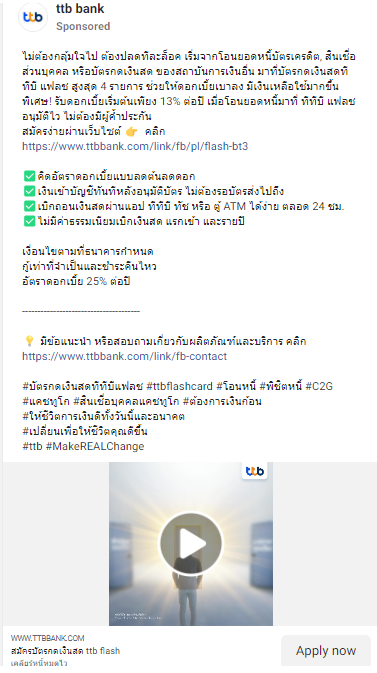 ttb
ttb bank
Sponsored
ไม่ต้องกลุ้มใจไป ต้องปลดทีละล็อค เริ่มจากโอนยอดหนี้บัตรเครดิต, สินเชื่อ
ส่วนบุคคล หรือบัตรกดเงินสด ของสถาบันการเงินอื่น มาที่บัตรกดเงินสดที
ทีบี แฟลช สูงสุด 4 รายการ ช่วยให้ดอกเบี้ยเบาลง มีเงินเหลือใช้มากขึ้น
พิเศษ! รับดอกเบี้ยเริ่มต้นเพียง 13% ต่อปี เมื่อโอนยอดหนี้มาที่ ทีทีบี แฟลช
อนุมัติไว ไม่ต้องมีผู้ค้ำประกัน
สมัครง่ายผ่านเว็บไซต์ 👉 คลิก
https://www.ttbbank.com/link/fb/pl/flash-bt3
✅คิดอัตราดอกเบี้ยแบบลดต้นลดดอก
✅เงินเข้าบัญชีทันทีหลังอนุมัติบัตร ไม่ต้องรอบัตรส่งไปถึง
✅เบิกถอนเงินสดผ่านแอป ทีทีบี ทัช หรือ ตู้ ATM ได้ง่าย ตลอด 24 ชม.
✅ไม่มีค่าธรรมเนียมเบิกเงินสด แรกเข้า และรายปี
เงื่อนไขตามที่ธนาคารกำหนด
กู้เท่าที่จำเป็นและชำระคืนไหว
อัตราดอกเบี้ย 25% ต่อปี
---------------------------------------
💡 มีข้อแนะนำ หรือสอบถามเกี่ยวกับผลิตภัณฑ์และบริการ คลิก
https://www.ttbbank.com/link/fb-contact
#บัตรกดเงินสดทีทีบีแฟลช #ttbflashcard #โอนหนี้ #พิชิตหนี้ #C2G
#แคชทูโก #สินเชื่อบุคคลแคชทูโก #ต้องการเงินก้อน
#ให้ชีวิตการเงินดีทั้งวันนี้และอนาคต
#เปลี่ยนเพื่อให้ชีวิตคุณดีขึ้น
#ttb #MakeREALChange
ttb
WWW.TTBBANK.COM
สมัครบัตรกดเงินสด ttb flash
เคลียร์หนี้หมดไว
Apply now